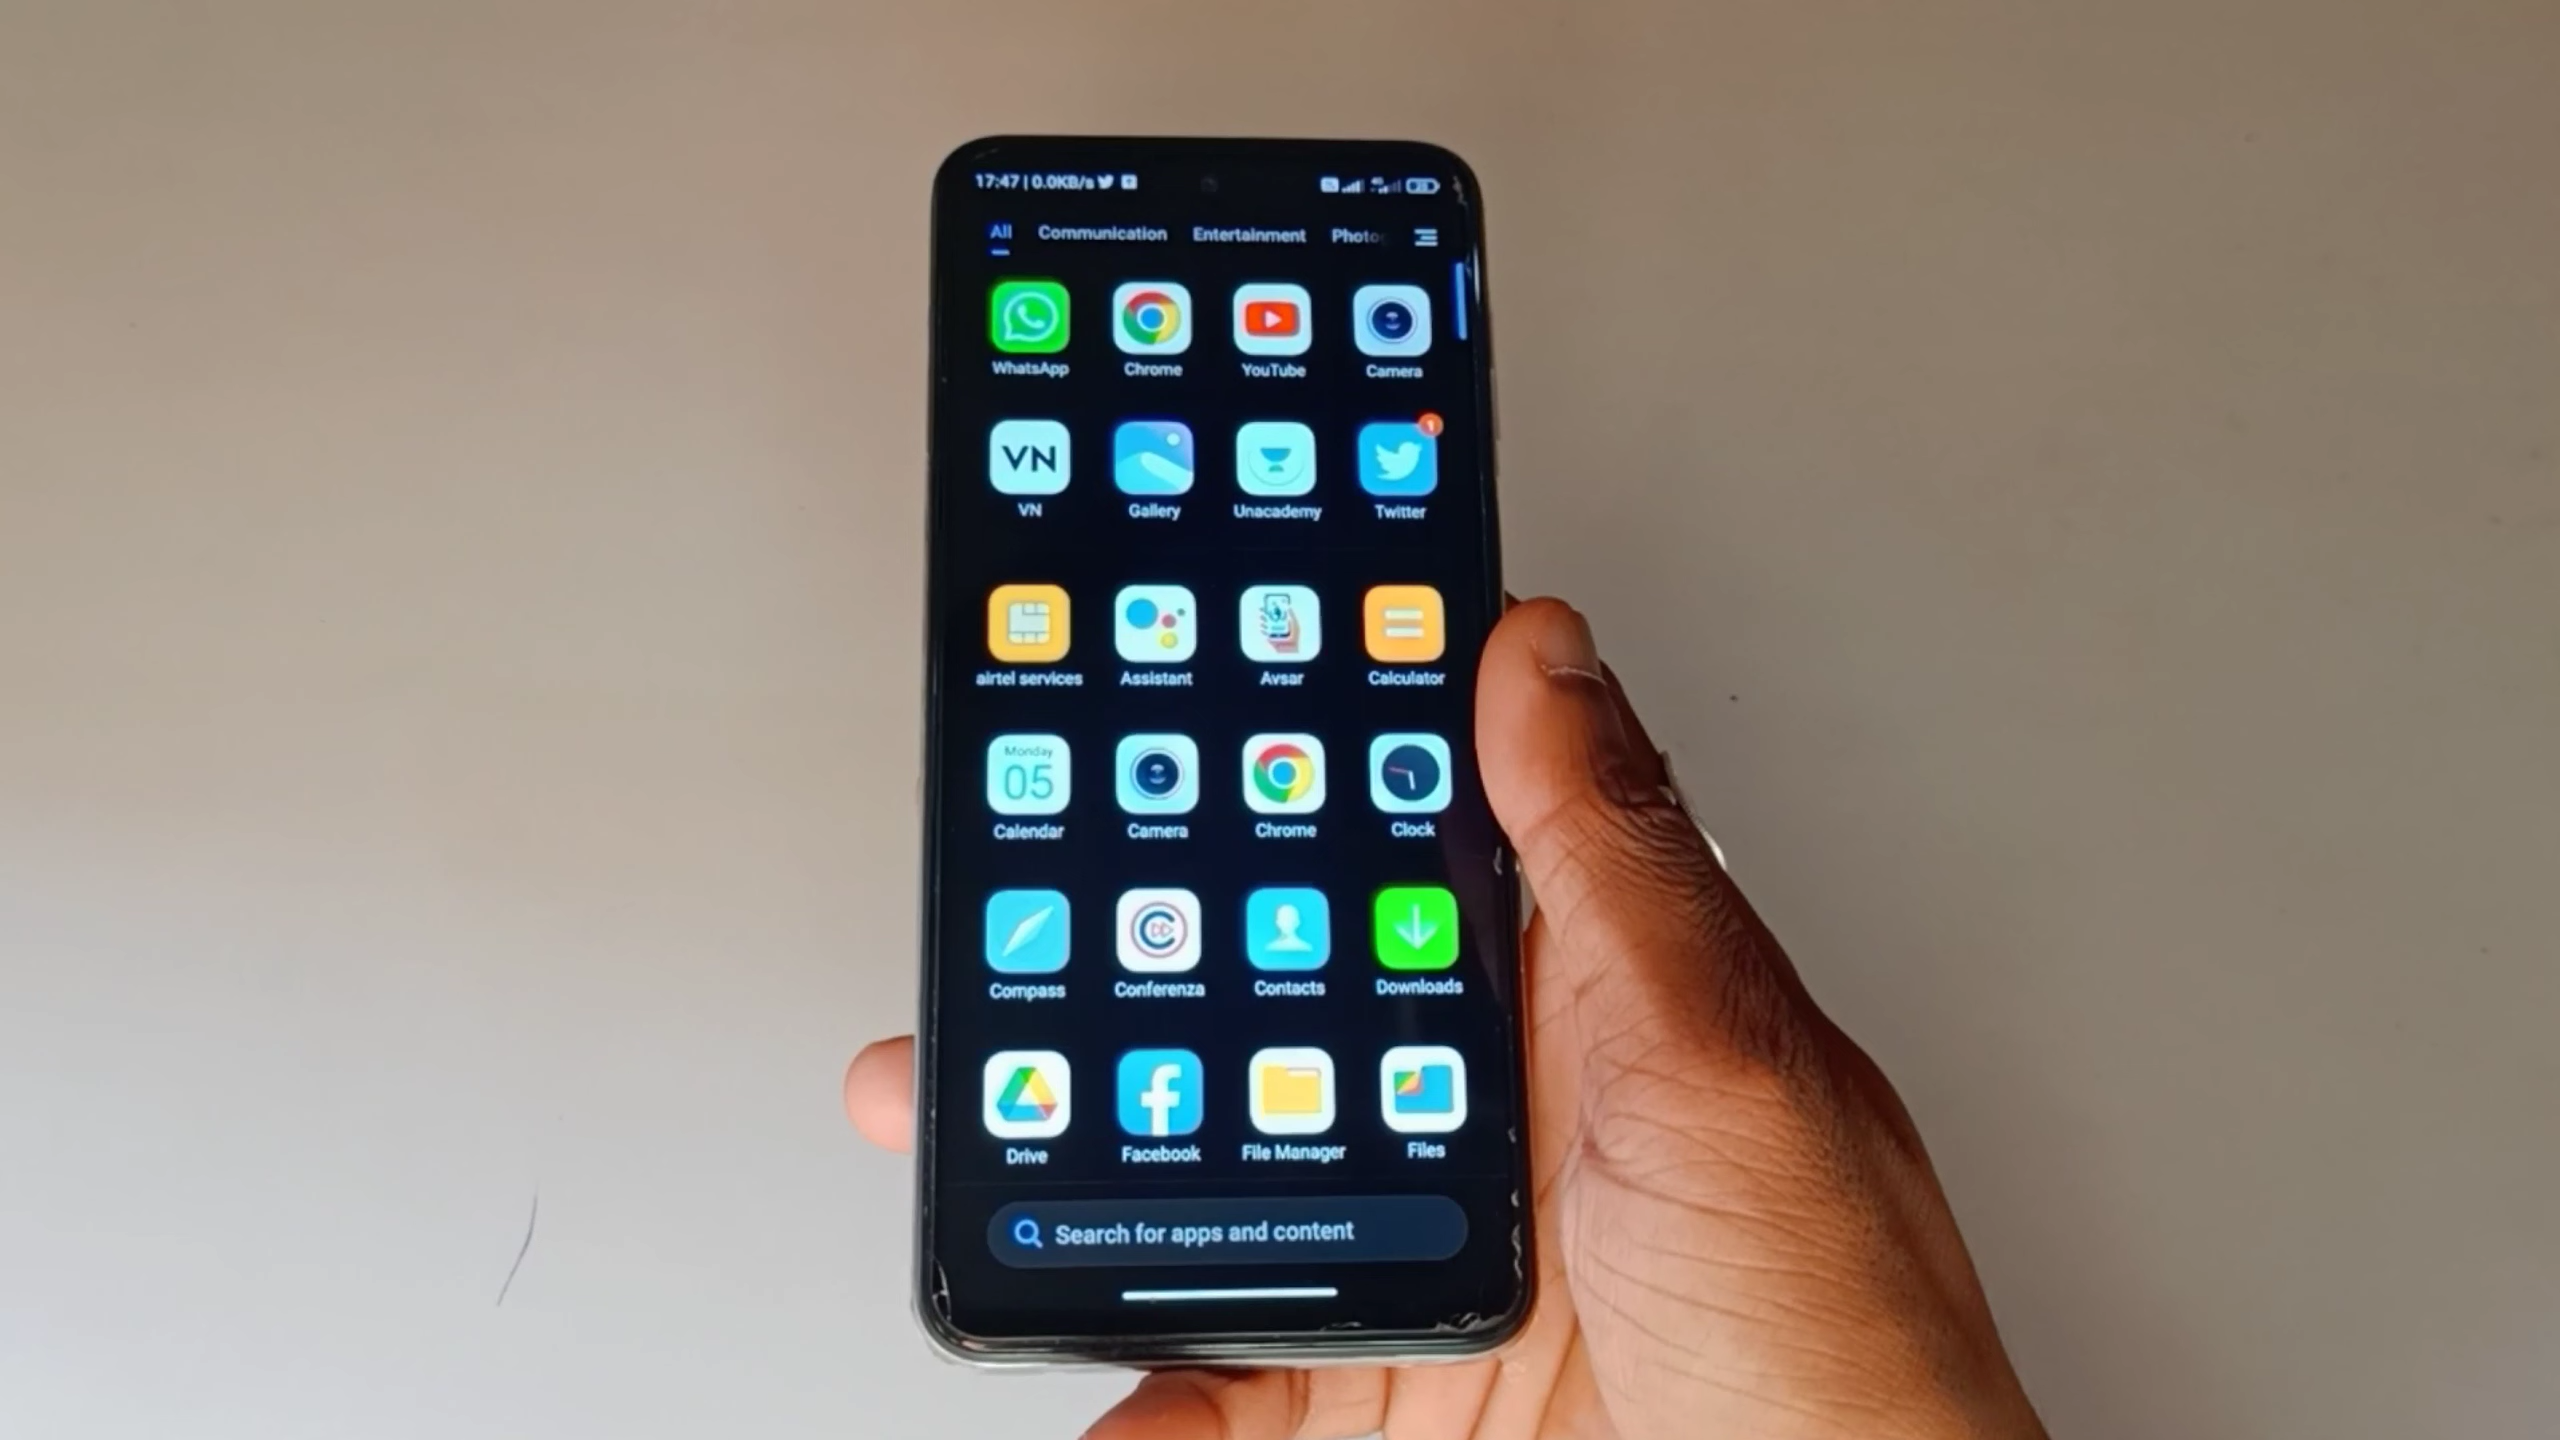 17:47 | 0.0KB/s
All Communication Entertainment Photo
WhatsApp Chrome YouTube Camera
VN
1
VN Gallery Unacademy Twitter
airtel services Assistant Avsar Calculator
Monday
05
Calendar Camera Chrome Clock
Compass Conferenza Contacts Downloads
Drive Facebook File Manager Files
Search for apps and content